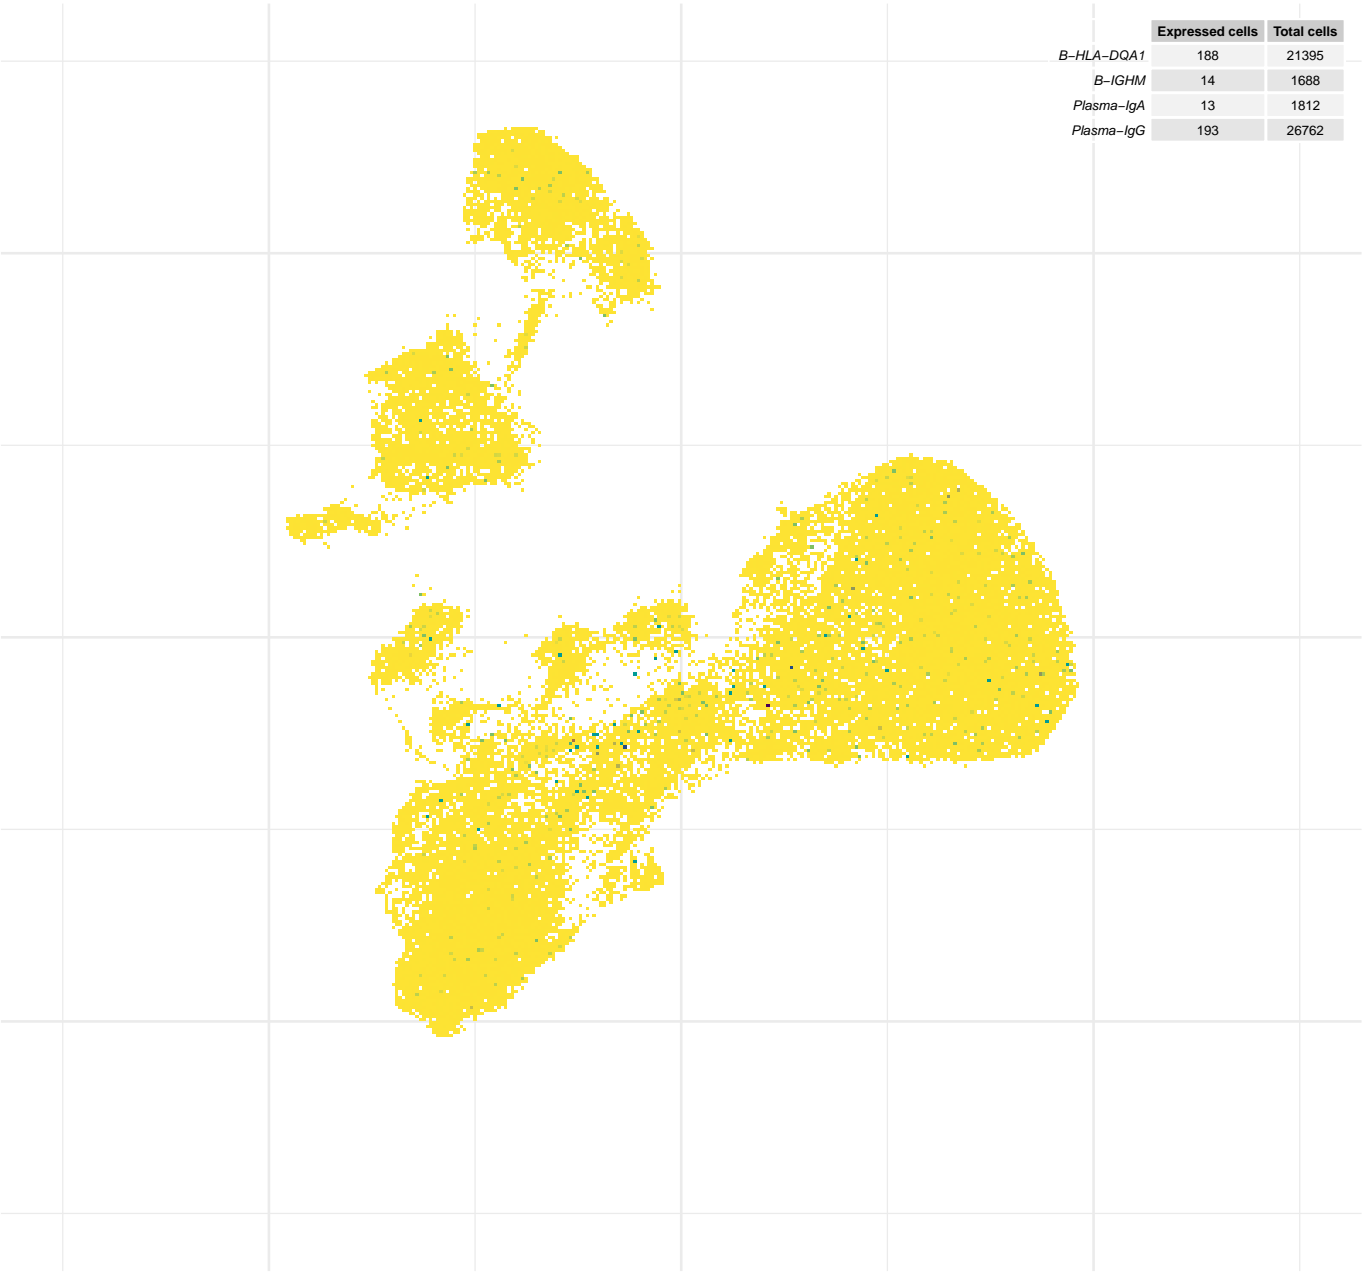 Expressed cells Total cells
B−HLA−DQA1 188 21395
B−IGHM 14 1688
Plasma−IgA 13 1812
Plasma−IgG 193 26762